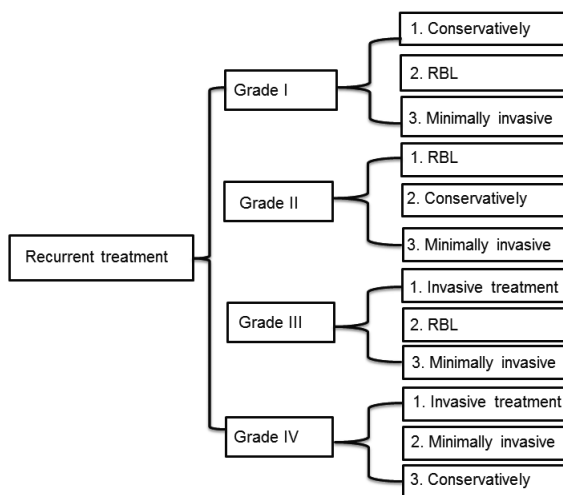 Recurrent treatment
Grade I
1. Conservatively
2. RBL
3. Minimally invasive
Grade II
1. RBL
2. Conservatively
3. Minimally invasive
Grade III
1. Invasive treatment
2. RBL
3. Minimally invasive
Grade IV
1. Invasive treatment
2. Minimally invasive
3. Conservatively